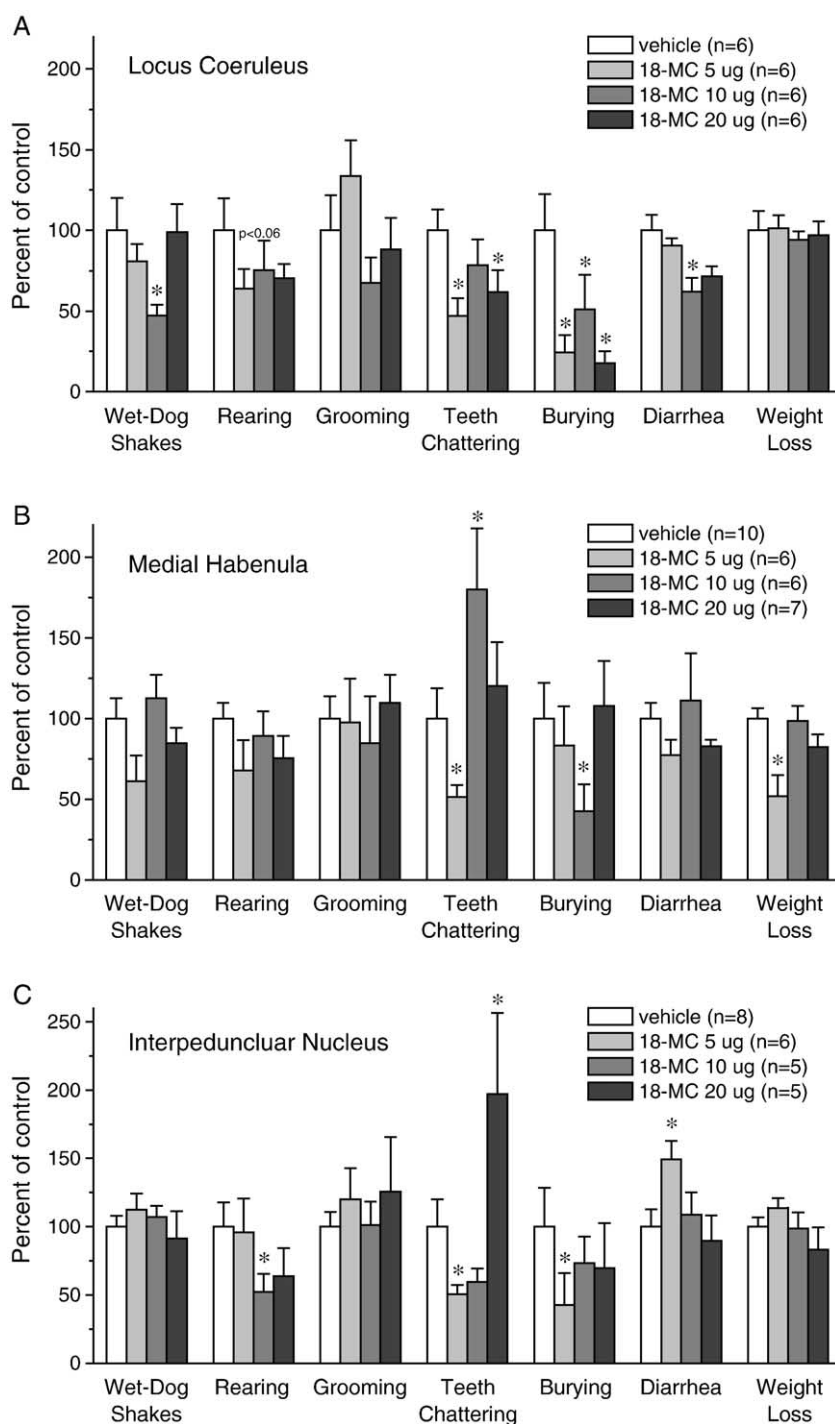 A
Locus Coeruleus
vehicle (n=6)
18-MC 5 ug (n=6)
18-MC 10 ug (n=6)
18-MC 20 ug (n=6)
Percent of control
200
150
100
50
0
p<0.06
*
*
*
*
*
*
*
Wet-Dog Shakes
Rearing
Grooming
Teeth Chattering
Burying
Diarrhea
Weight Loss
B
Medial Habenula
vehicle (n=10)
18-MC 5 ug (n=6)
18-MC 10 ug (n=6)
18-MC 20 ug (n=7)
Percent of control
200
150
100
50
0
*
*
*
*
Wet-Dog Shakes
Rearing
Grooming
Teeth Chattering
Burying
Diarrhea
Weight Loss
C
Interpeduncluar Nucleus
vehicle (n=8)
18-MC 5 ug (n=6)
18-MC 10 ug (n=5)
18-MC 20 ug (n=5)
Percent of control
250
200
150
100
50
0
*
*
*
*
*
Wet-Dog Shakes
Rearing
Grooming
Teeth Chattering
Burying
Diarrhea
Weight Loss